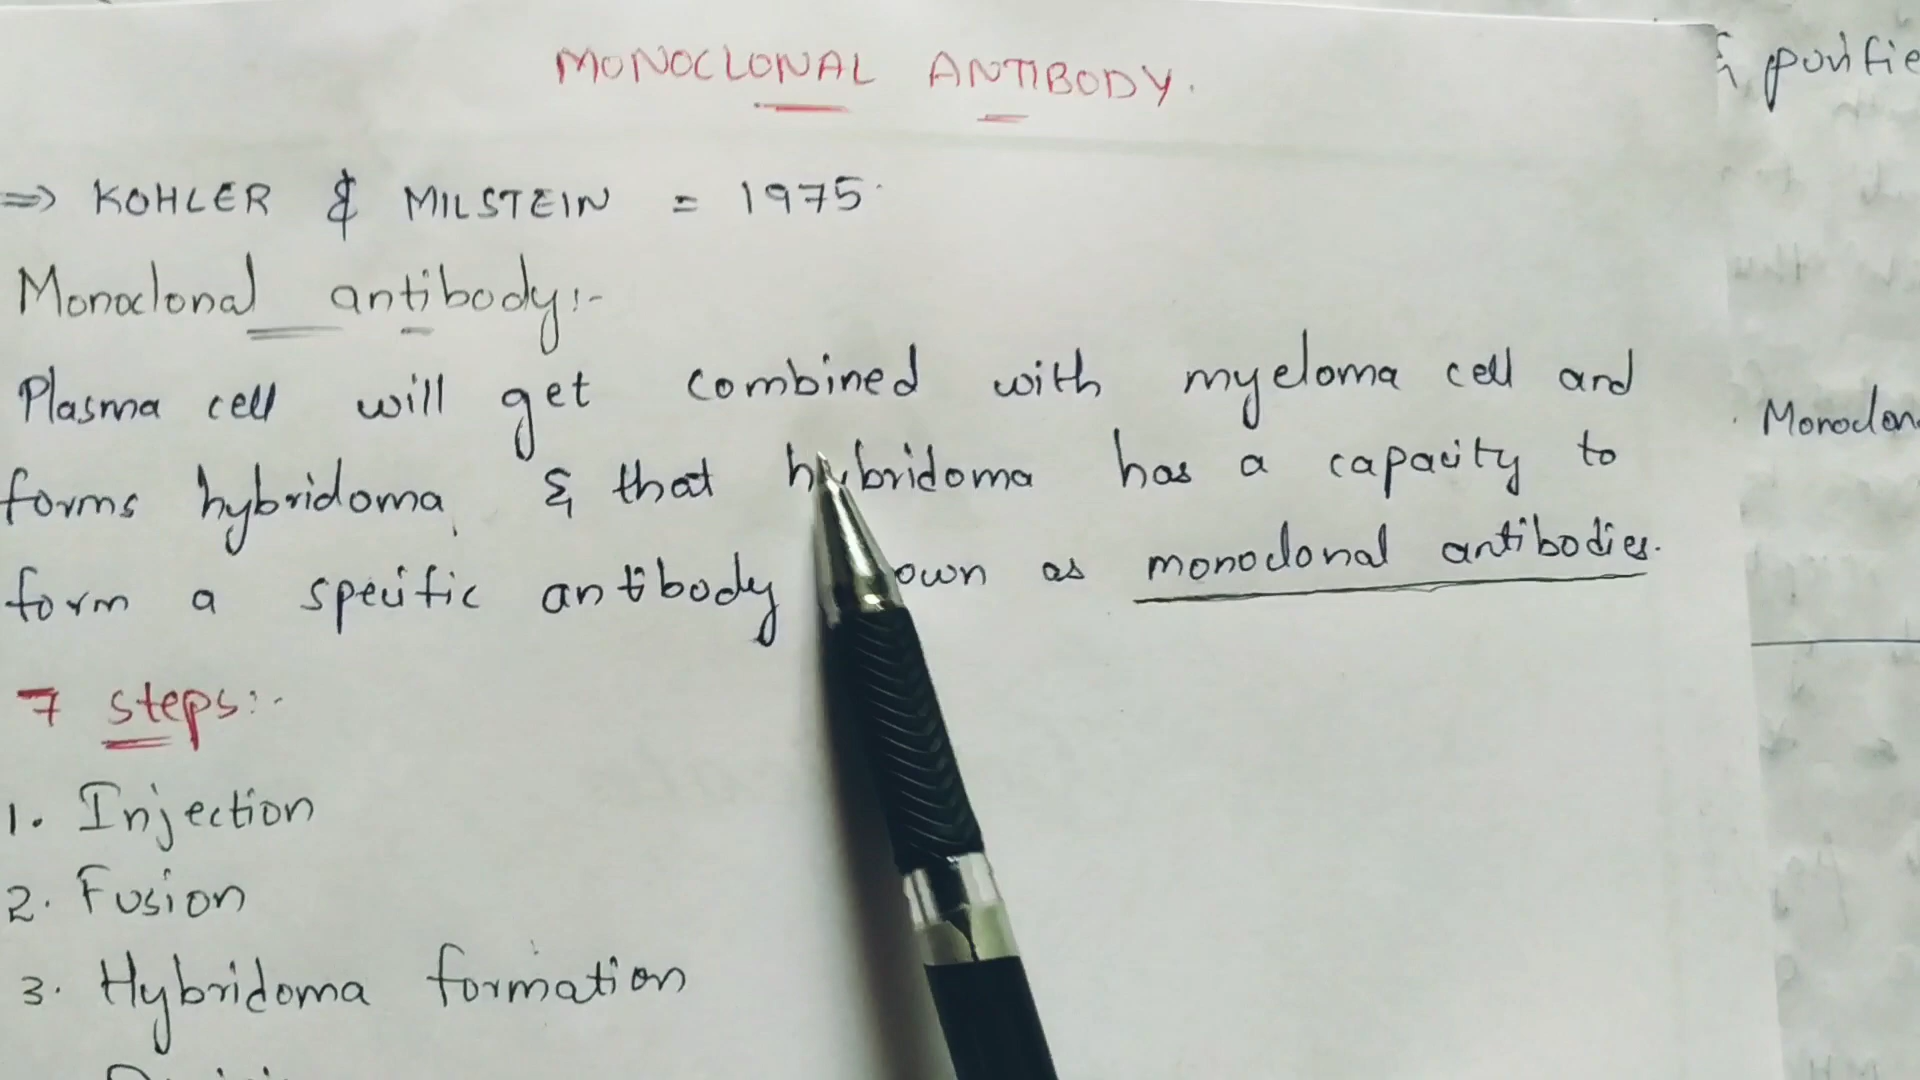 MONOCLONAL ANTIBODY.
⇒ KOHLER & MILSTEIN = 1975.
Monoclonal antibody:-
Plasma cell will get combined with myeloma cell and
forms hybridoma, & that hybridoma has a capacity to
form a specific antibody own as monoclonal antibodies.
7 steps:-
1. Injection
2. Fusion
3. Hybridoma formation